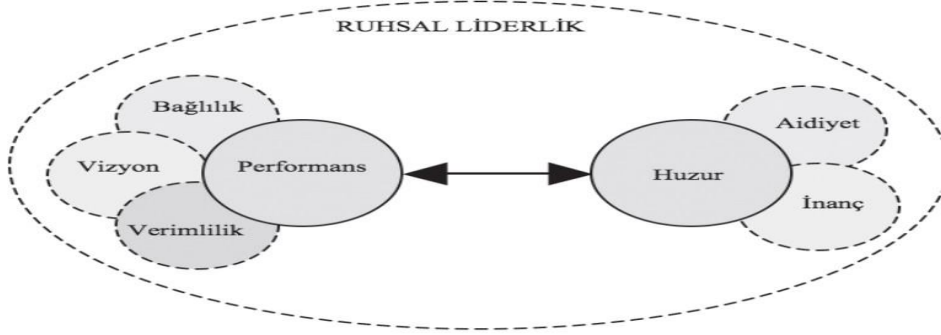 RUHSAL LİDERLİK
Bağlılık
Vizyon
Verimlilik
Performans
Huzur
Aidiyet
İnanç